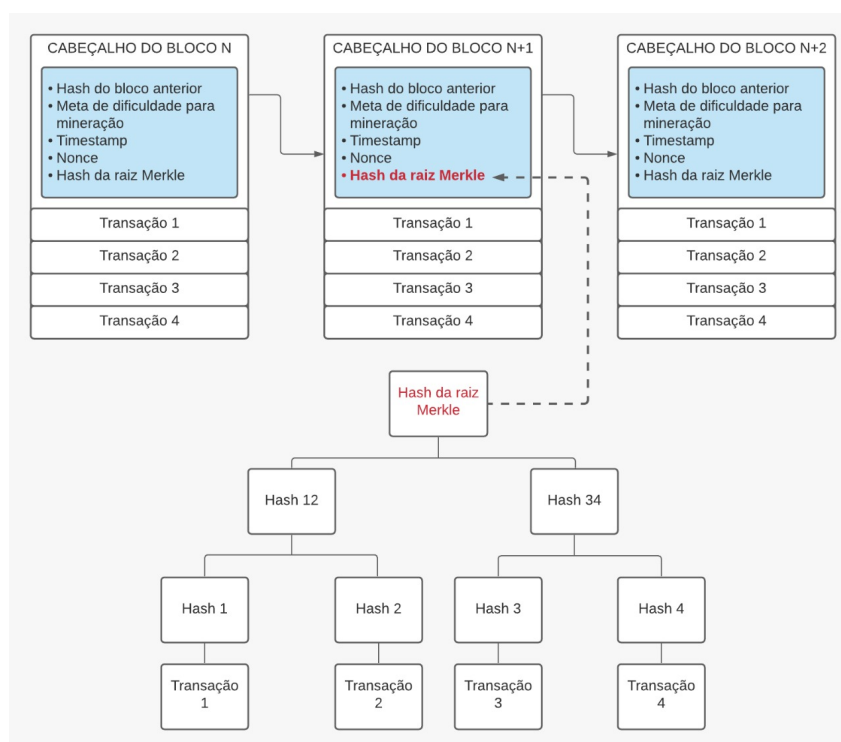 CABEÇALHO DO BLOCO N
• Hash do bloco anterior
• Meta de dificuldade para
mineração
• Timestamp
• Nonce
• Hash da raiz Merkle
Transação 1
Transação 2
Transação 3
Transação 4
CABEÇALHO DO BLOCO N+1
• Hash do bloco anterior
• Meta de dificuldade para
mineração
• Timestamp
• Nonce
• Hash da raiz Merkle
Transação 1
Transação 2
Transação 3
Transação 4
CABEÇALHO DO BLOCO N+2
• Hash do bloco anterior
• Meta de dificuldade para
mineração
• Timestamp
• Nonce
• Hash da raiz Merkle
Transação 1
Transação 2
Transação 3
Transação 4
Hash da raiz
Merkle
Hash 12
Hash 34
Hash 1
Hash 2
Hash 3
Hash 4
Transação
1
Transação
2
Transação
3
Transação
4